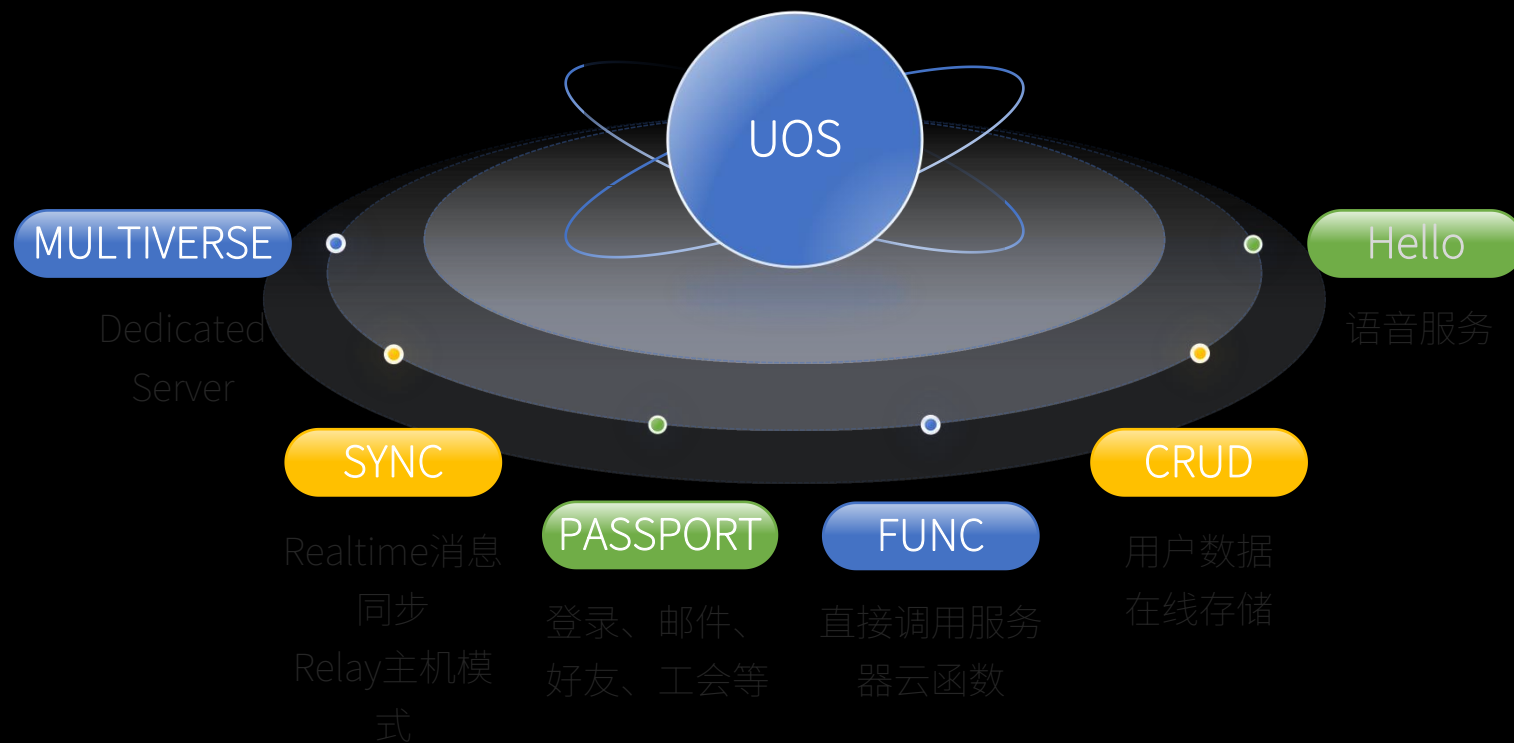 UOS
MULTIVERSE
Dedicated
Server
SYNC
Realtime消息
同步
Relay主机模
式
PASSPORT
登录、邮件、
好友、工会等
FUNC
直接调用服务
器云函数
CRUD
用户数据
在线存储
Hello
语音服务